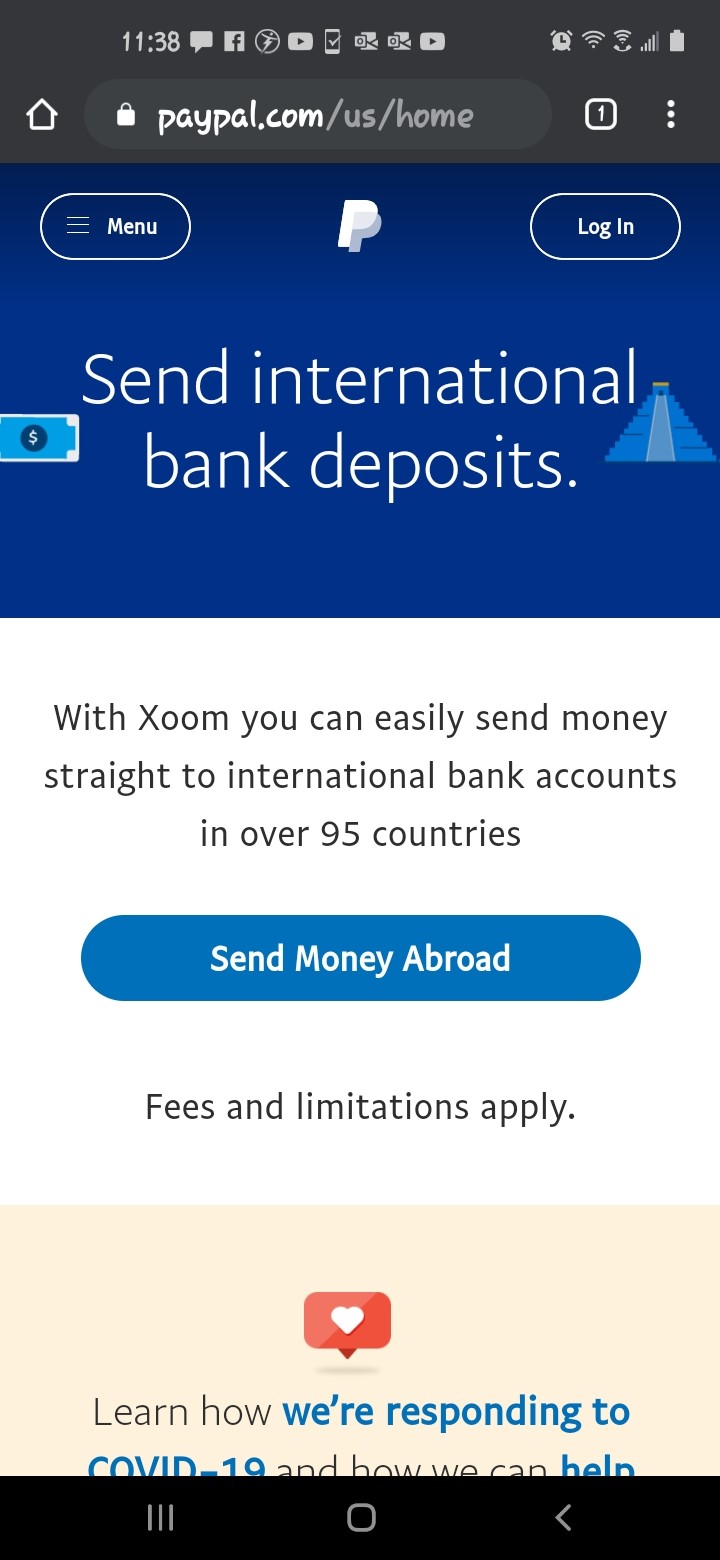 11:38
paypal.com/us/home
1
Menu
Log In
Send international
bank deposits.
$
With Xoom you can easily send money
straight to international bank accounts
in over 95 countries
Send Money Abroad
Fees and limitations apply.
Learn how we're responding to
COVID-19 and how we can help